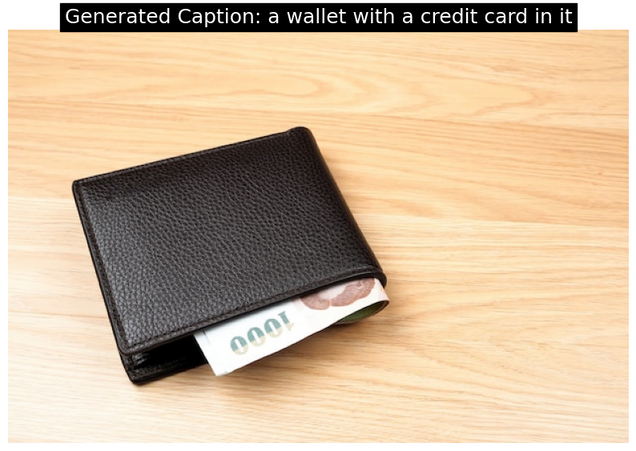 Generated Caption: a wallet with a credit card in it
1000